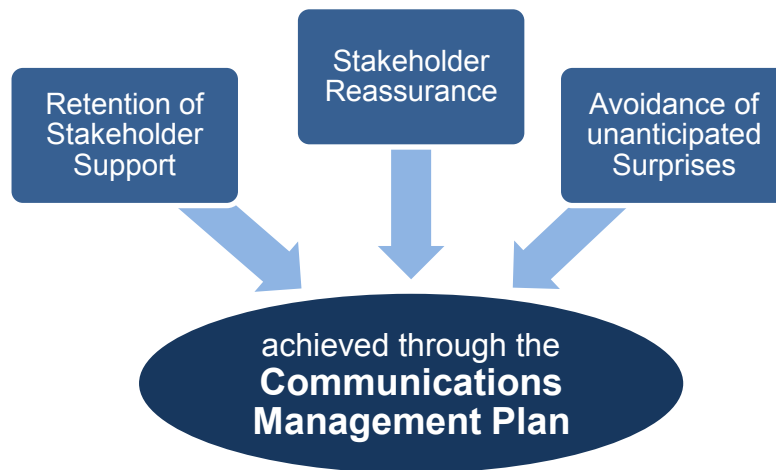 Retention of
Stakeholder
Support
Stakeholder
Reassurance
Avoidance of
unanticipated
Surprises
achieved through the
Communications
Management Plan